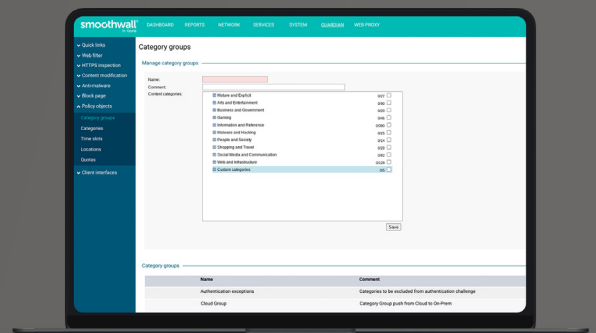 smoothwall
DASHBOARD REPORTS NETWORK SERVICES SYSTEM GUARDIAN WEB PROXY
Quick links
Web filter
HTTPS inspection
Content modification
Anti-malware
Block page
Policy objects
Category groups
Categories
Time slots
Locations
Quotas
Client interfaces
Category groups
Manage category groups
Name:
Comment:
Content categories:
Mature and Explicit
Arts and Entertainment
Business and Government
Gaming
Information and Reference
Malware and Hacking
People and Society
Shopping and Travel
Social Media and Communication
Web and Infrastructure
Custom categories
Save
Category groups
Name Comment
Authentication exceptions Categories to be excluded from authentication challenge
Cloud Group Category Group push from Cloud to On-Prem